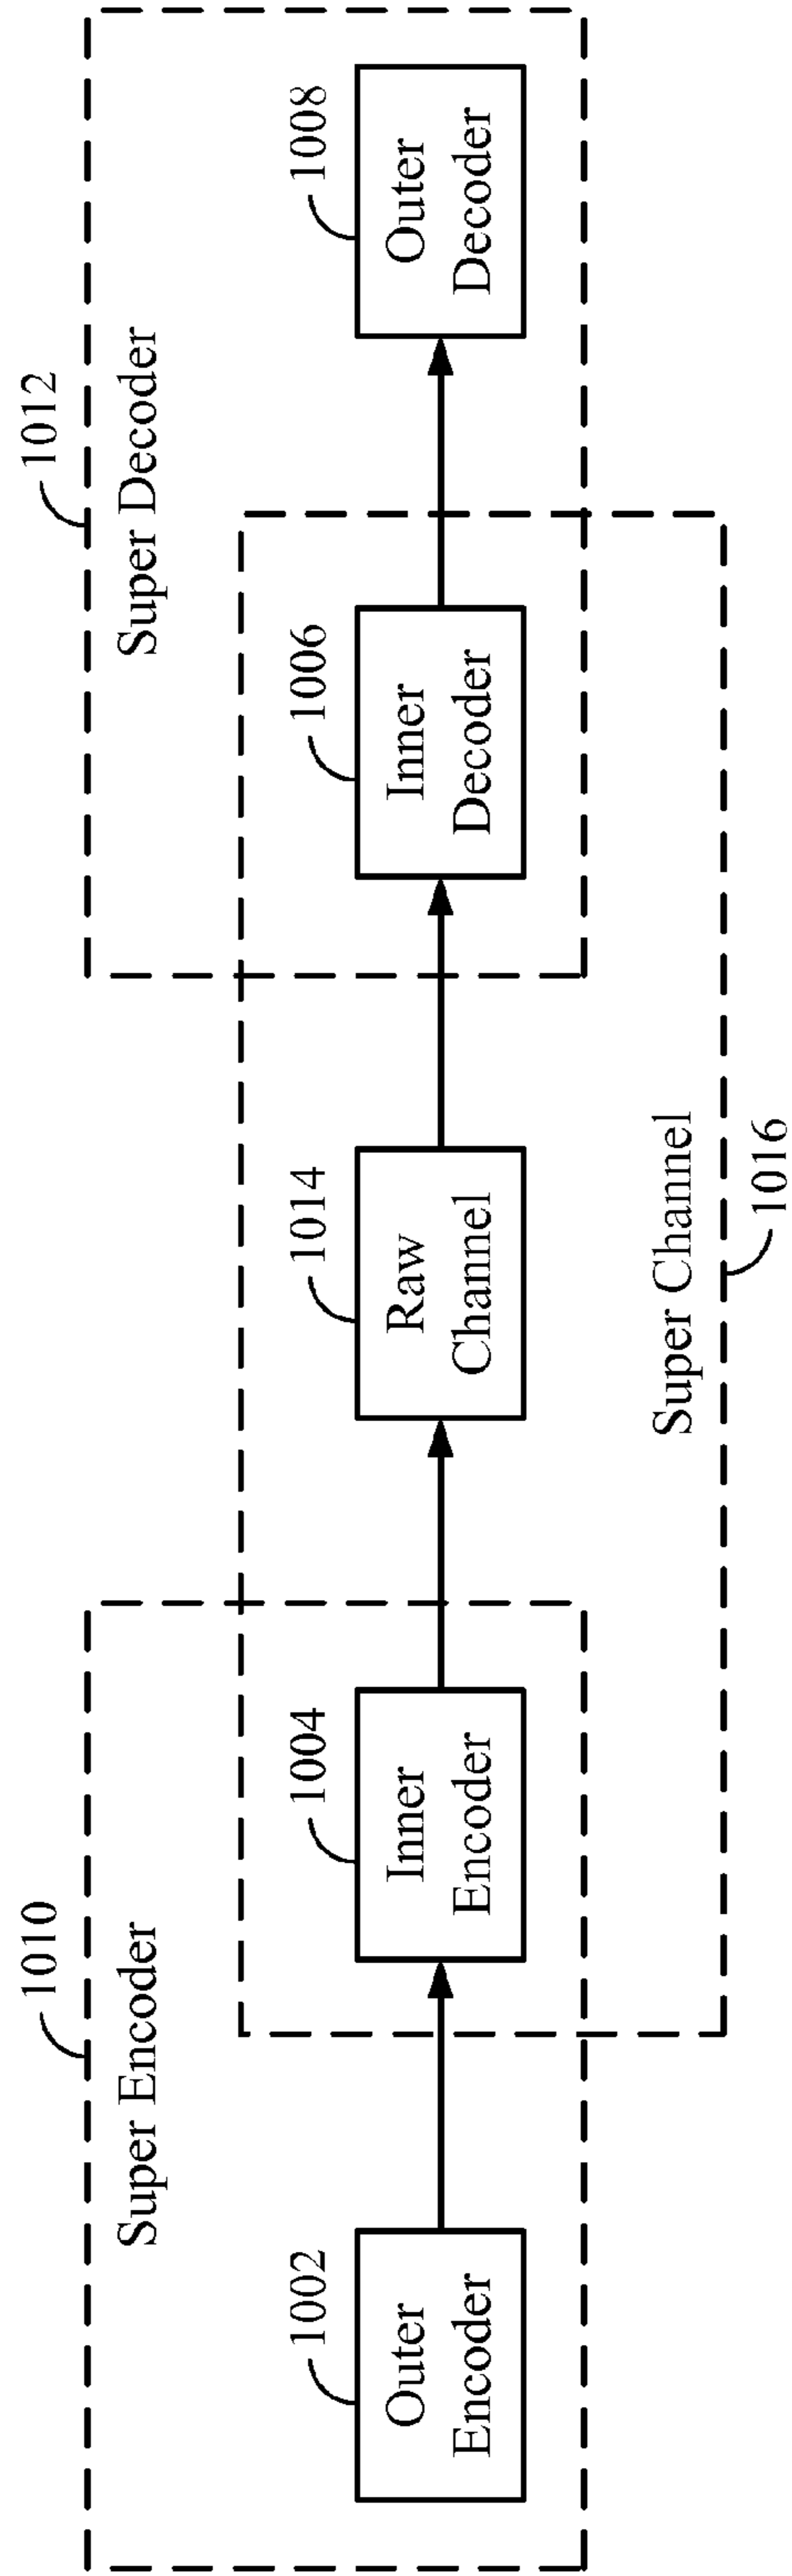 1010
Super Encoder
1012
Super Decoder
1002
Outer
Encoder
1004
Inner
Encoder
1014
Raw
Channel
1006
Inner
Decoder
1008
Outer
Decoder
Super Channel
1016